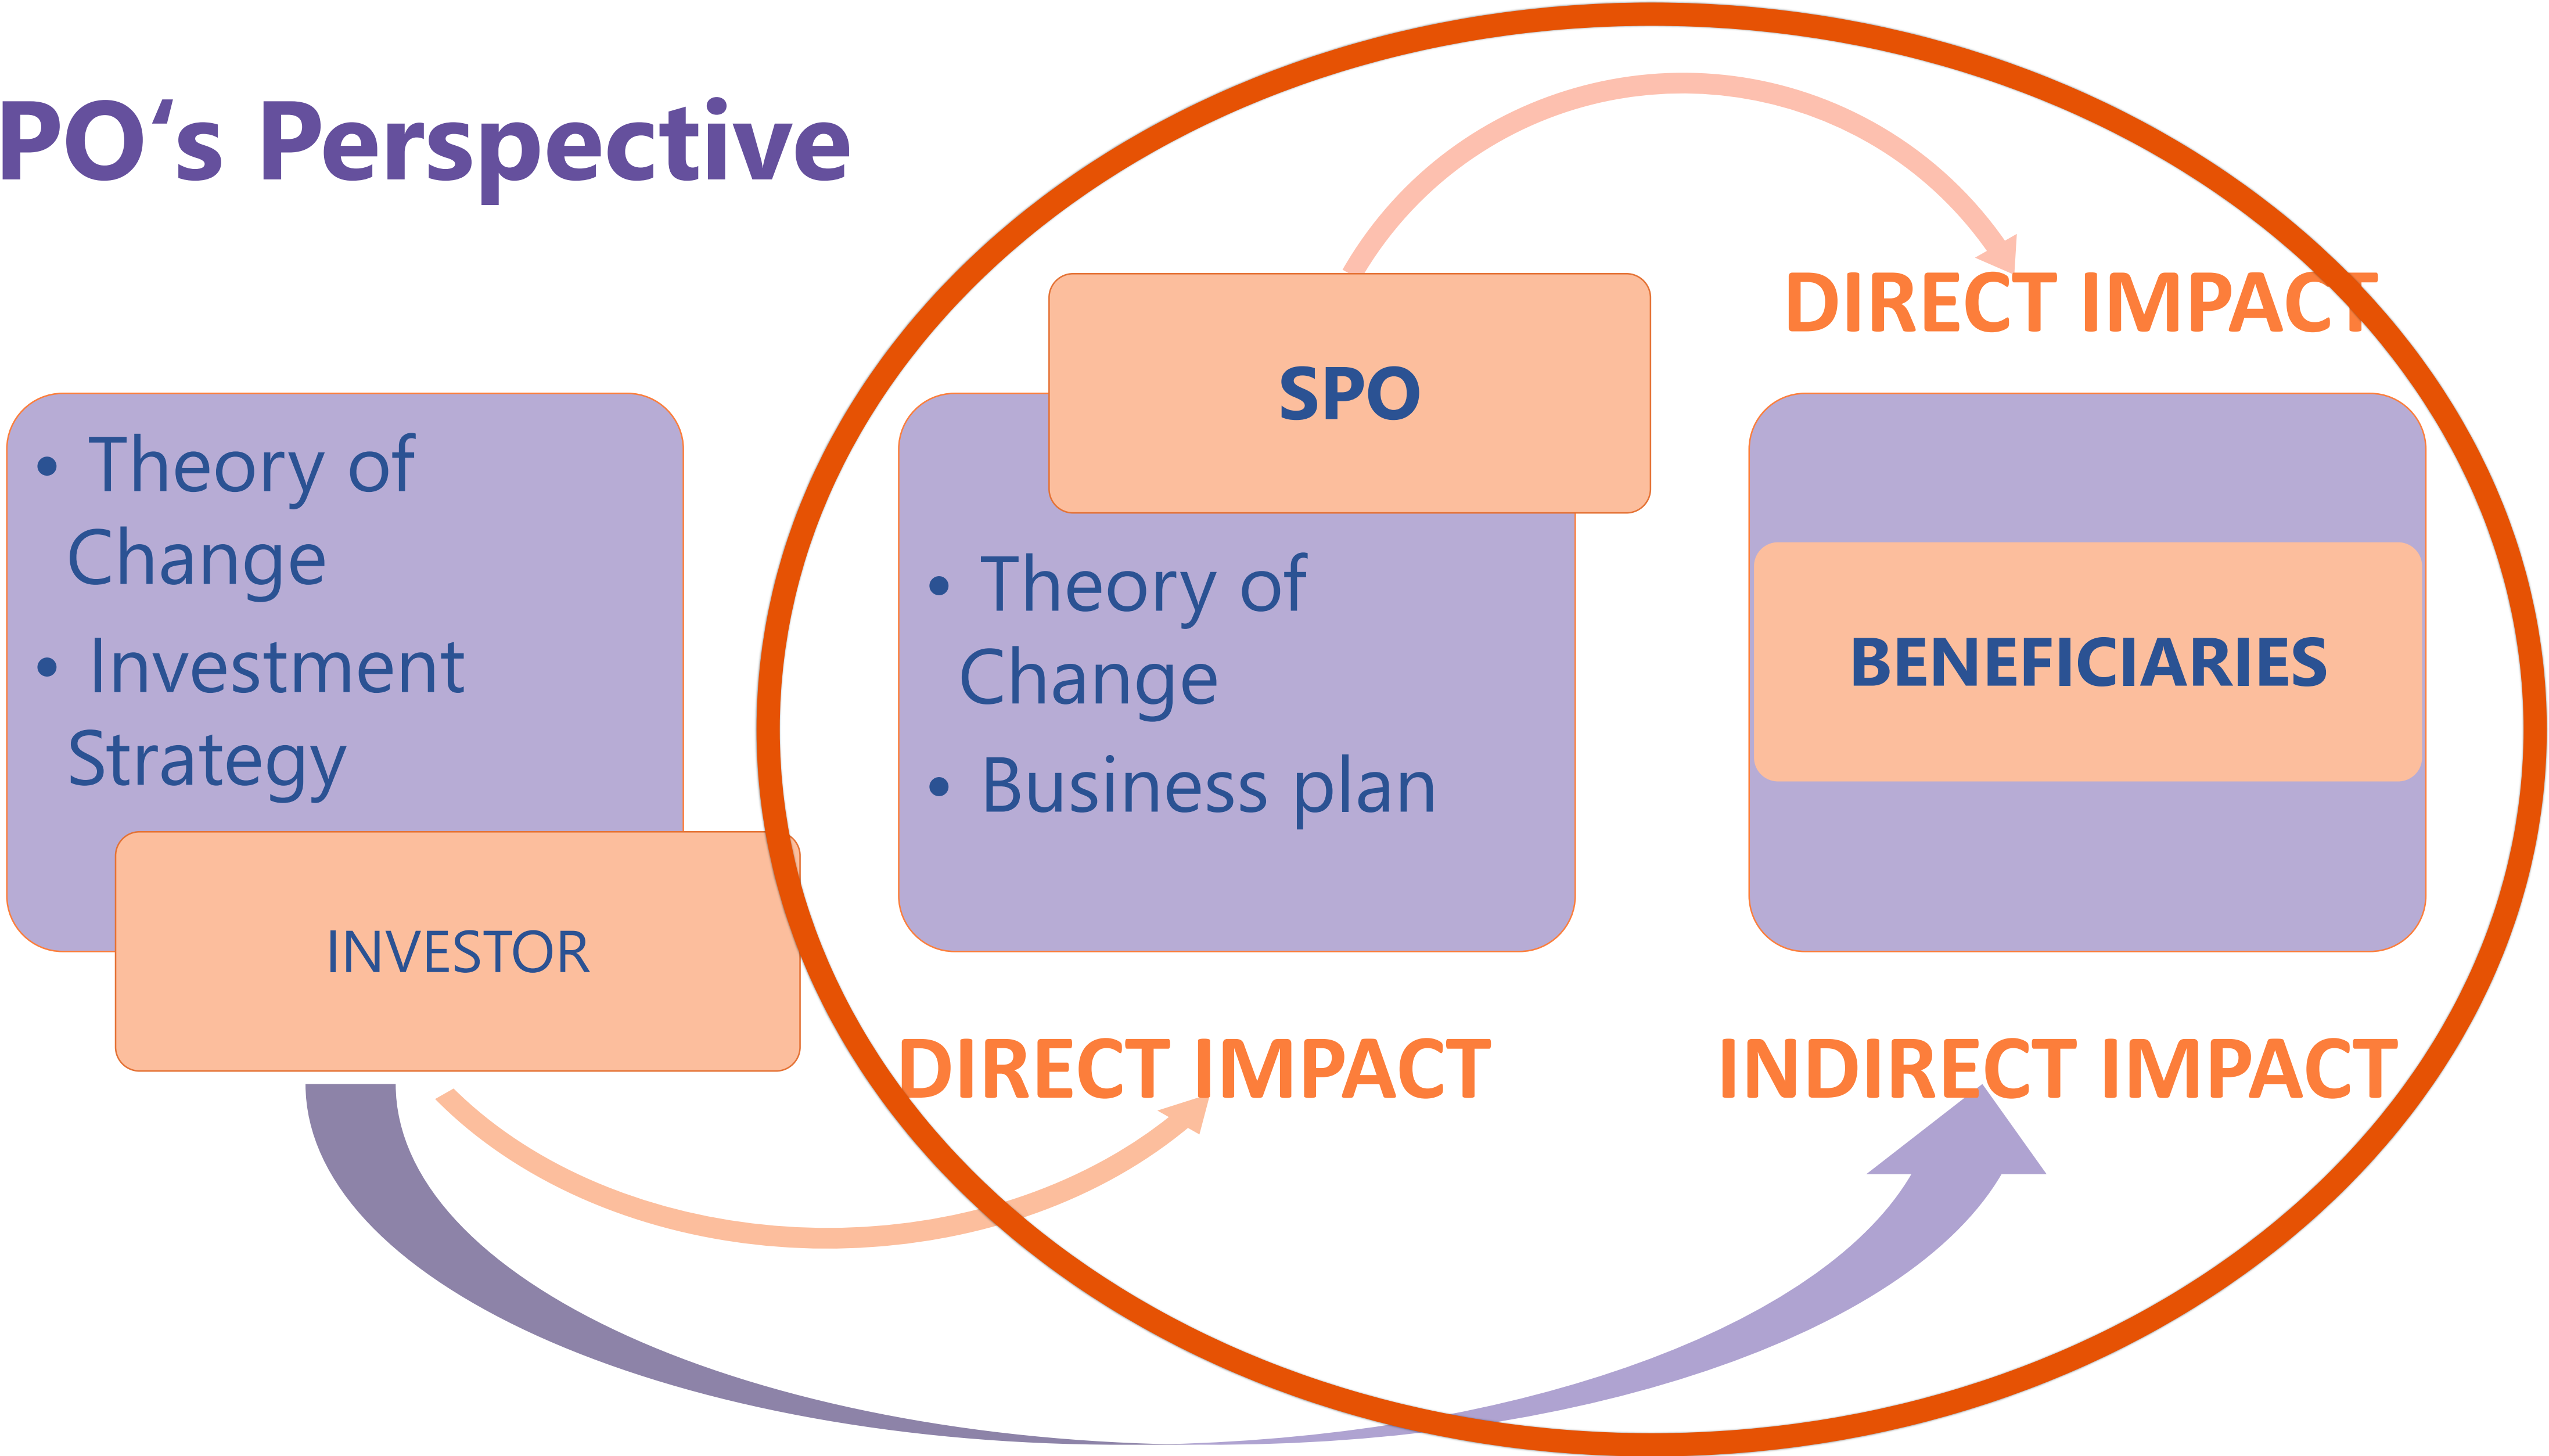 PO‘s Perspective
• Theory of
Change
• Investment
Strategy
INVESTOR
SPO
• Theory of
Change
• Business plan
DIRECT IMPACT
DIRECT IMPACT
BENEFICIARIES
INDIRECT IMPACT